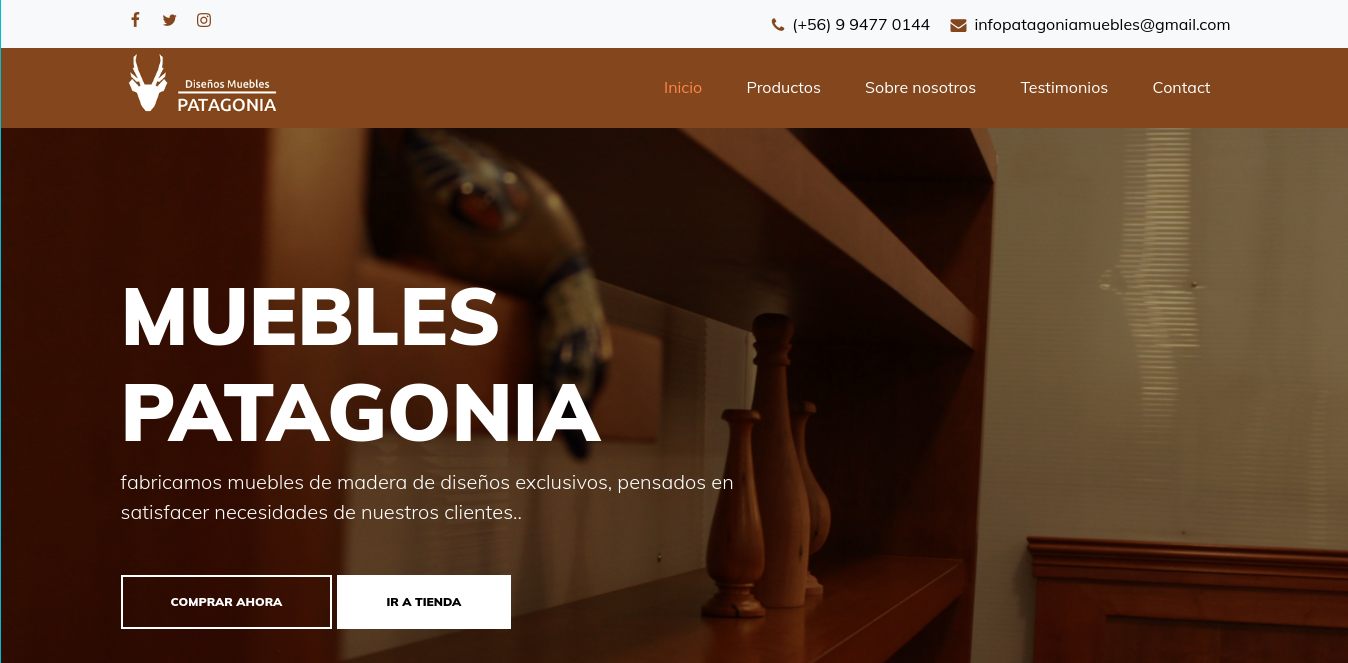 (+56) 9 9477 0144 infopatagoniamuebles@gmail.com
Diseños Muebles
PATAGONIA
Inicio Productos Sobre nosotros Testimonios Contact
MUEBLES
PATAGONIA
fabricamos muebles de madera de diseños exclusivos, pensados en
satisfacer necesidades de nuestros clientes..
COMPRAR AHORA IR A TIENDA